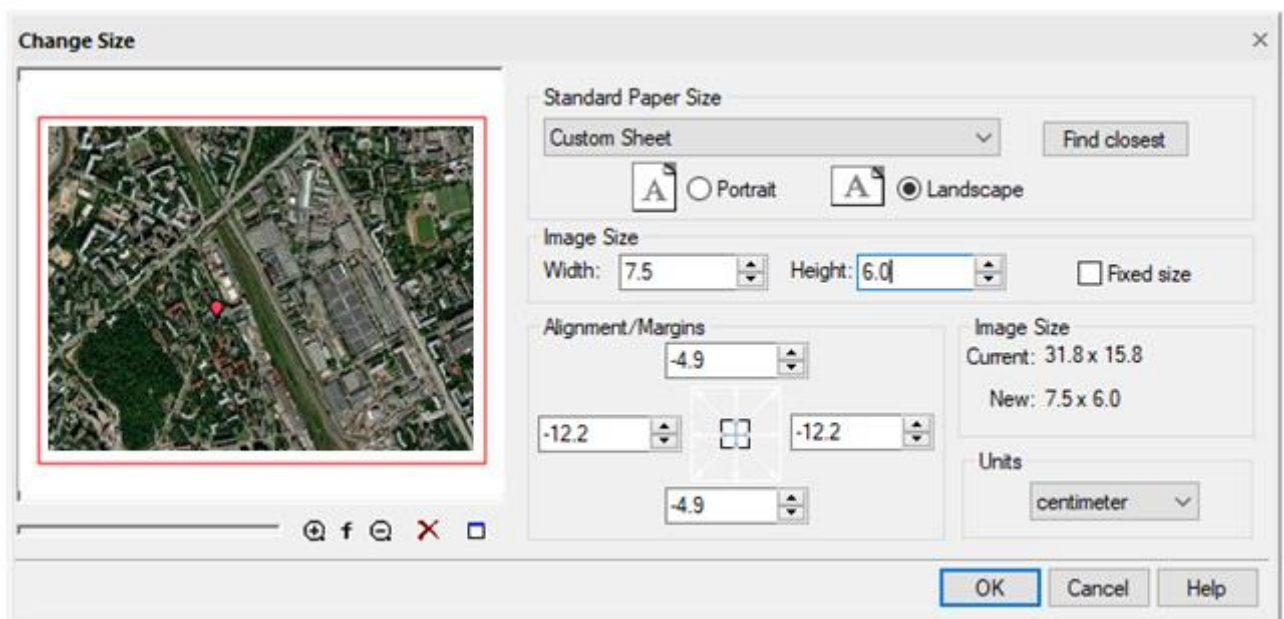 Change Size
Standard Paper Size
Custom Sheet
Find closest
A Portrait
A Landscape
Image Size
Width: 7.5 Height: 6.0 Fixed size
Alignment/Margins
-4.9
-12.2 -12.2
-4.9
Image Size
Current: 31.8 x 15.8
New: 7.5 x 6.0
Units
centimeter
f
OK Cancel Help